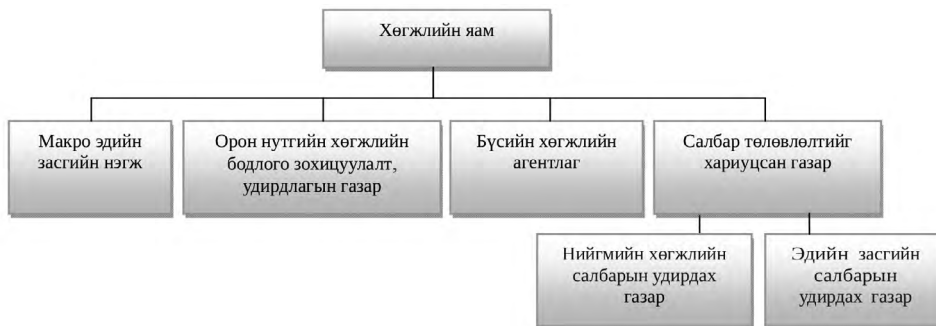 Хөгжлийн яам
Макро эдийн
засгийн нэгж
Орон нутгийн хөгжлийн
бодлого зохицуулалт,
удирдлагын газар
Бүсийн хөгжлийн
агентлаг
Салбар төлөвлөлтийг
хариуцсан газар
Нийгмийн хөгжлийн
салбарын удирдах
газар
Эдийн засгийн
салбарын
удирдах газар